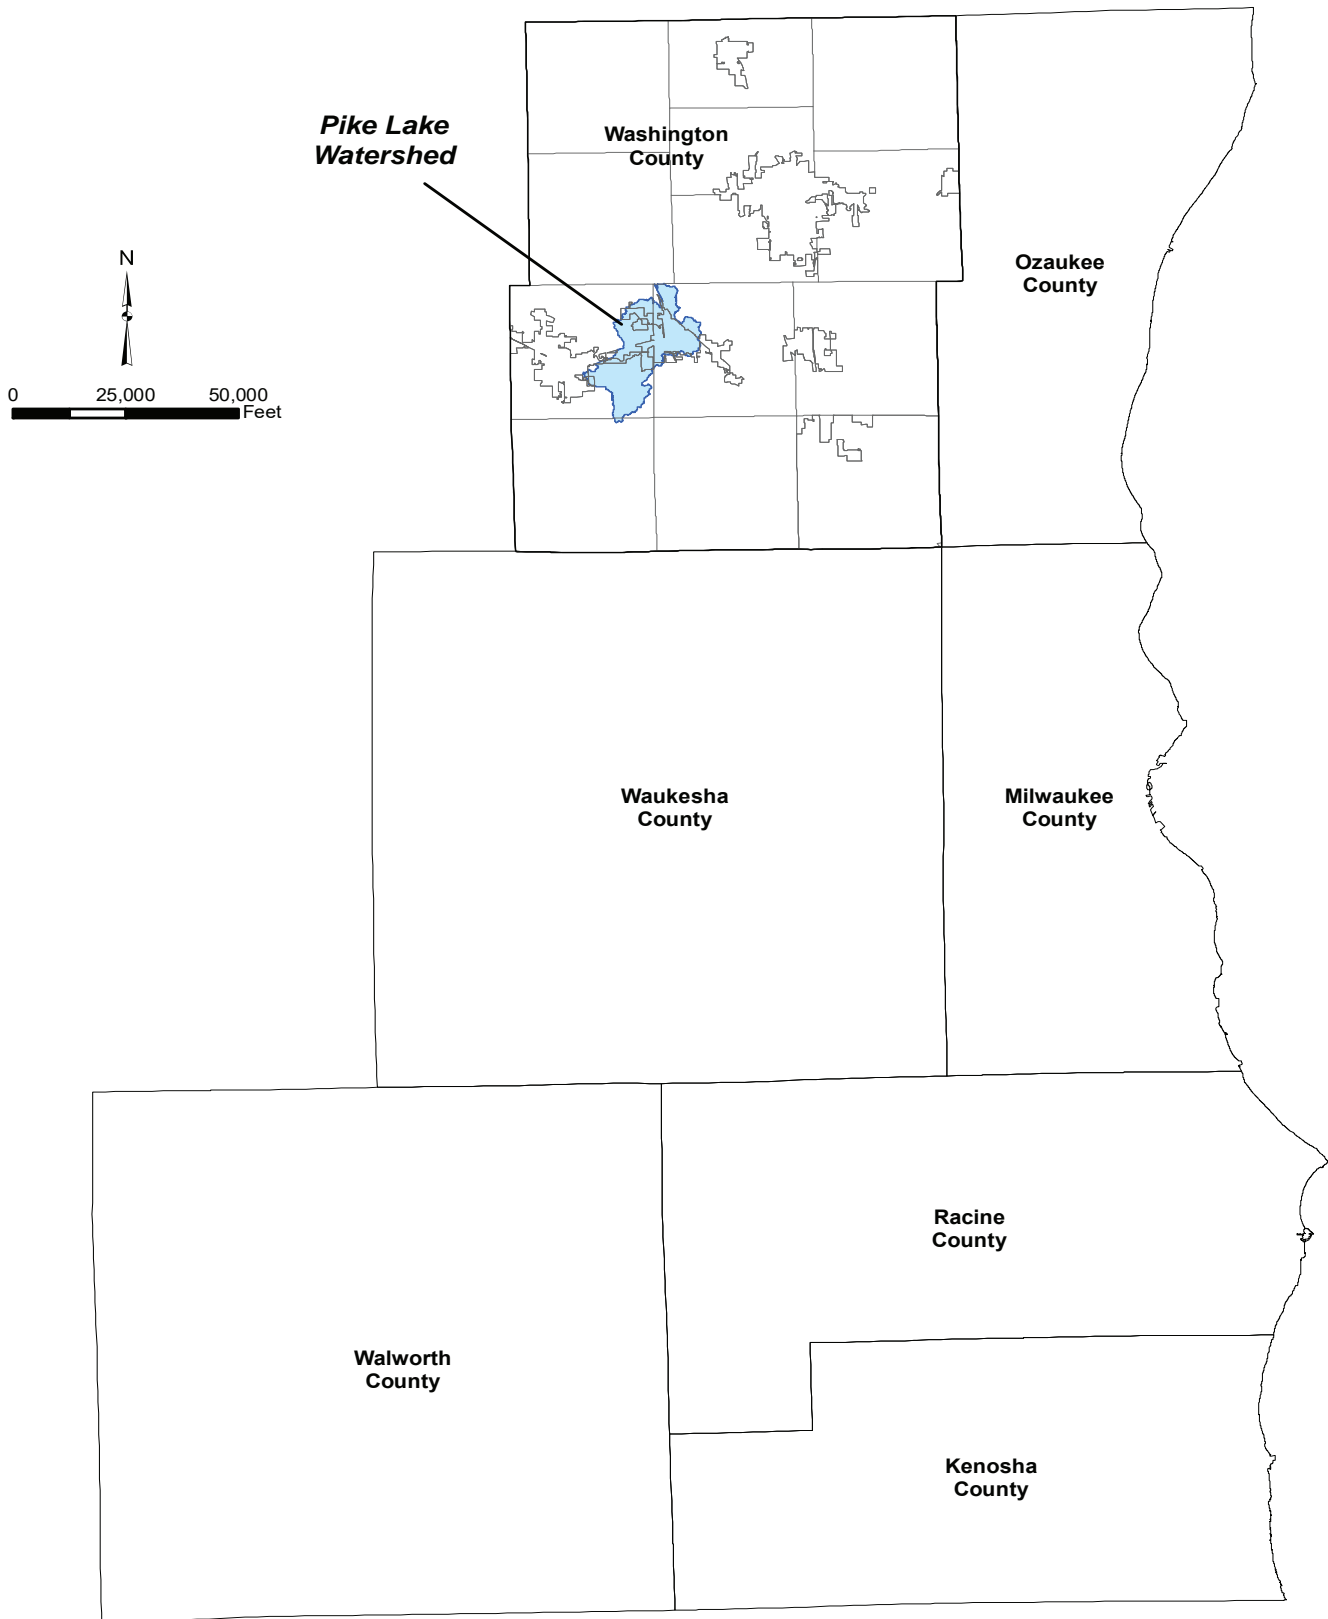 Pike Lake
Watershed
Washington
County
N
Ozaukee
County
0 25,000 50,000
Feet
Waukesha
County
Milwaukee
County
Racine
County
Walworth
County
Kenosha
County